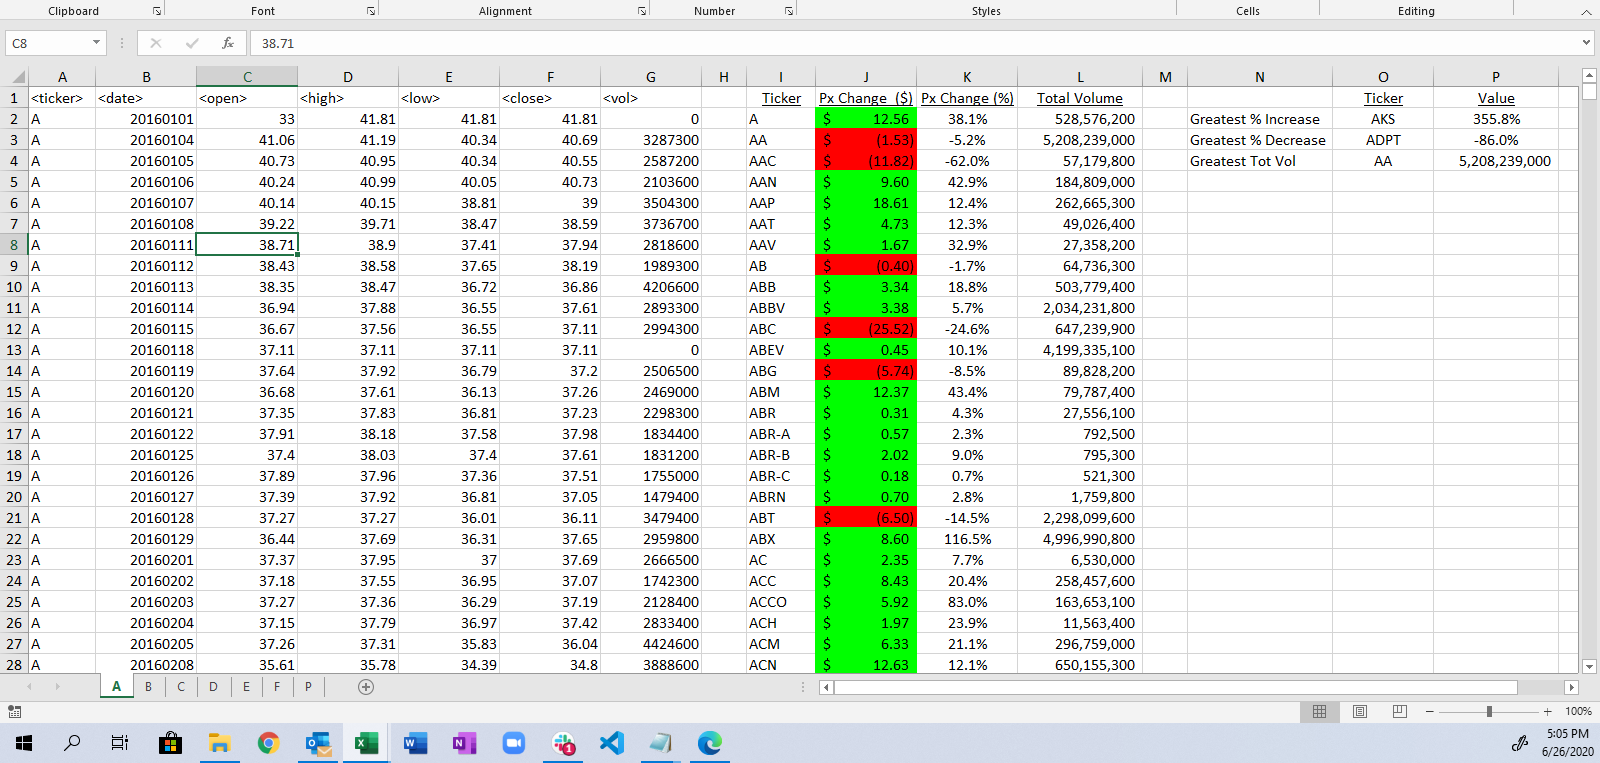 Clipboard Font Alignment Number Styles Cells Editing
C8 fx 38.71
A B C D E F G H I J K L M N O P
1 <ticker> <date> <open> <high> <low> <close> <vol> Ticker Px Change ($) Px Change (%) Total Volume Ticker Value
2 A 20160101 33 41.81 41.81 41.81 0 A $ 12.56 38.1% 528,576,200 Greatest % Increase AKS 355.8%
3 A 20160104 41.06 41.19 40.34 40.69 3287300 AA $ (1.53) -5.2% 5,208,239,000 Greatest % Decrease ADPT -86.0%
4 A 20160105 40.73 40.95 40.34 40.55 2587200 AAC $ (11.82) -62.0% 57,179,800 Greatest Tot Vol AA 5,208,239,000
5 A 20160106 40.24 40.99 40.05 40.73 2103600 AAN $ 9.60 42.9% 184,809,000
6 A 20160107 40.14 40.15 38.81 39 3504300 AAP $ 18.61 12.4% 262,665,300
7 A 20160108 39.22 39.71 38.47 38.59 3736700 AAT $ 4.73 12.3% 49,026,400
8 A 20160111 38.71 38.9 37.41 37.94 2818600 AAV $ 1.67 32.9% 27,358,200
9 A 20160112 38.43 38.58 37.65 38.19 1989300 AB $ (0.40) -1.7% 64,736,300
10 A 20160113 38.35 38.47 36.72 36.86 4206600 ABB $ 3.34 18.8% 503,779,400
11 A 20160114 36.94 37.88 36.55 37.61 2893300 ABBV $ 3.38 5.7% 2,034,231,800
12 A 20160115 36.67 37.56 36.55 37.11 2994300 ABC $ (25.52) -24.6% 647,239,900
13 A 20160118 37.11 37.11 37.11 37.11 0 ABEV $ 0.45 10.1% 4,199,335,100
14 A 20160119 37.64 37.92 36.79 37.2 2506500 ABG $ (5.74) -8.5% 89,828,200
15 A 20160120 36.68 37.61 36.13 37.26 2469000 ABM $ 12.37 43.4% 79,787,400
16 A 20160121 37.35 37.83 36.81 37.23 2298300 ABR $ 0.31 4.3% 27,556,100
17 A 20160122 37.91 38.18 37.58 37.98 1834400 ABR-A $ 0.57 2.3% 792,500
18 A 20160125 37.4 38.03 37.4 37.61 1831200 ABR-B $ 2.02 9.0% 795,300
19 A 20160126 37.89 37.96 37.36 37.51 1755000 ABR-C $ 0.18 0.7% 521,300
20 A 20160127 37.39 37.92 36.81 37.05 1479400 ABRN $ 0.70 2.8% 1,759,800
21 A 20160128 37.27 37.27 36.01 36.11 3479400 ABT $ (6.50) -14.5% 2,298,099,600
22 A 20160129 36.44 37.69 36.31 37.65 2959800 ABX $ 8.60 116.5% 4,996,990,800
23 A 20160201 37.37 37.95 37 37.69 2666500 AC $ 2.35 7.7% 6,530,000
24 A 20160202 37.18 37.55 36.95 37.07 1742300 ACC $ 8.43 20.4% 258,457,600
25 A 20160203 37.27 37.36 36.29 37.19 2128400 ACCO $ 5.92 83.0% 163,653,100
26 A 20160204 37.15 37.79 36.97 37.42 2833400 ACH $ 1.97 23.9% 11,563,400
27 A 20160205 37.26 37.31 35.83 36.04 4424600 ACM $ 6.33 21.1% 296,759,000
28 A 20160208 35.61 35.78 34.39 34.8 3888600 ACN $ 12.63 12.1% 650,155,300
A B C D E F P
100%
5:05 PM
6/26/2020